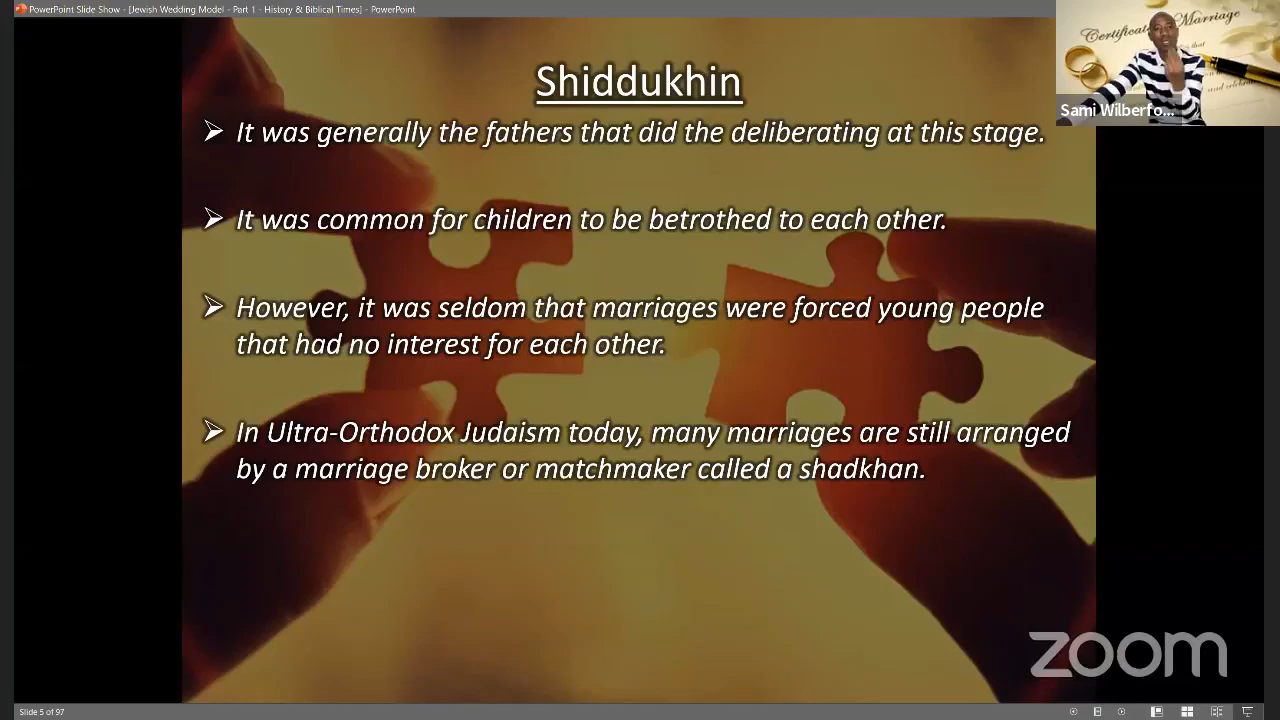 PowerPoint Slide Show - [Jewish Wedding Model - Part 1 - History & Biblical Times] - PowerPoint
Certificate Marriage
that
and
Sami Wilberfo...
Shiddukhin
➢ It was generally the fathers that did the deliberating at this stage.
➢ It was common for children to be betrothed to each other.
➢ However, it was seldom that marriages were forced young people
that had no interest for each other.
➢ In Ultra-Orthodox Judaism today, many marriages are still arranged
by a marriage broker or matchmaker called a shadkhan.
zoom
Slide 5 of 97